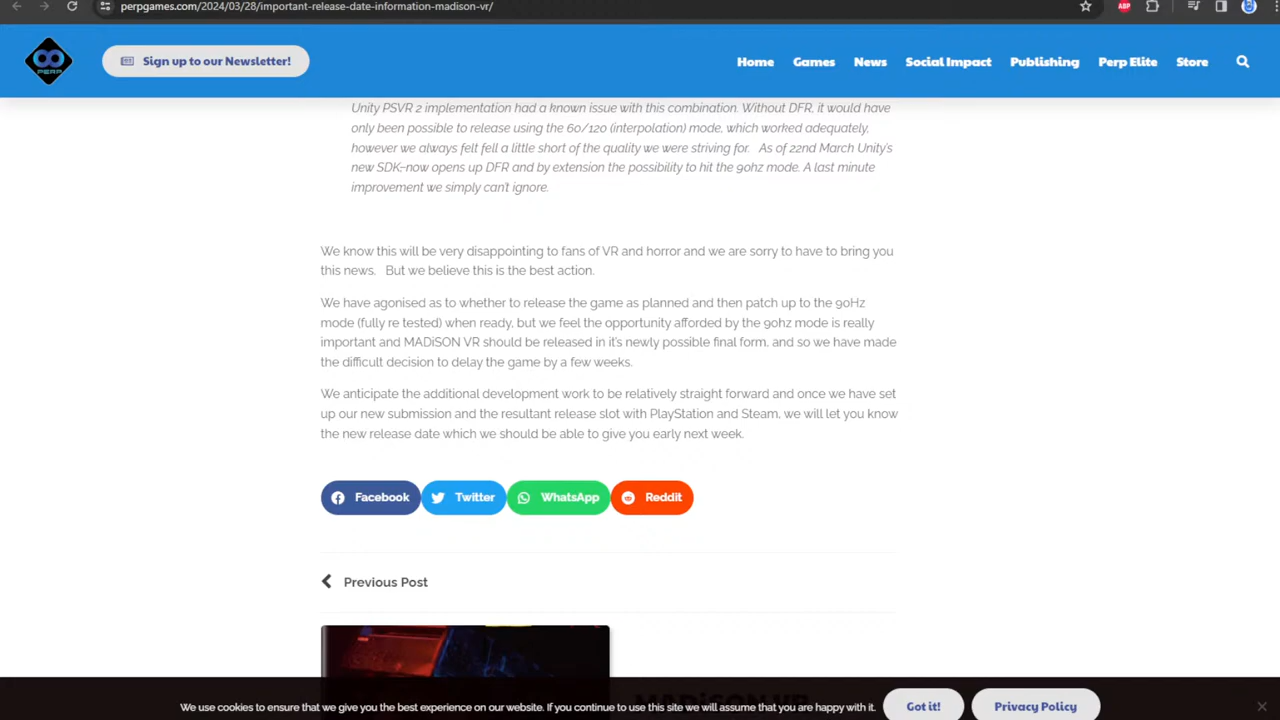 perpgames.com/2024/03/28/important-release-date-information-madison-vr/
ABP
PERP
Sign up to our Newsletter!
Home Games News Social Impact Publishing Perp Elite Store
Unity PSVR 2 implementation had a known issue with this combination. Without DFR, it would have
only been possible to release using the 60/120 (interpolation) mode, which worked adequately,
however we always felt fell a little short of the quality we were striving for. As of 22nd March Unity's
new SDK–now opens up DFR and by extension the possibility to hit the 90hz mode. A last minute
improvement we simply can't ignore.
We know this will be very disappointing to fans of VR and horror and we are sorry to have to bring you
this news. But we believe this is the best action.
We have agonised as to whether to release the game as planned and then patch up to the 90Hz
mode (fully re tested) when ready, but we feel the opportunity afforded by the 90hz mode is really
important and MADiSON VR should be released in it's newly possible final form, and so we have made
the difficult decision to delay the game by a few weeks.
We anticipate the additional development work to be relatively straight forward and once we have set
up our new submission and the resultant release slot with PlayStation and Steam, we will let you know
the new release date which we should be able to give you early next week.
Facebook Twitter WhatsApp Reddit
Previous Post
MADiSON VR
We use cookies to ensure that we give you the best experience on our website. If you continue to use this site we will assume that you are happy with it. Got it! Privacy Policy